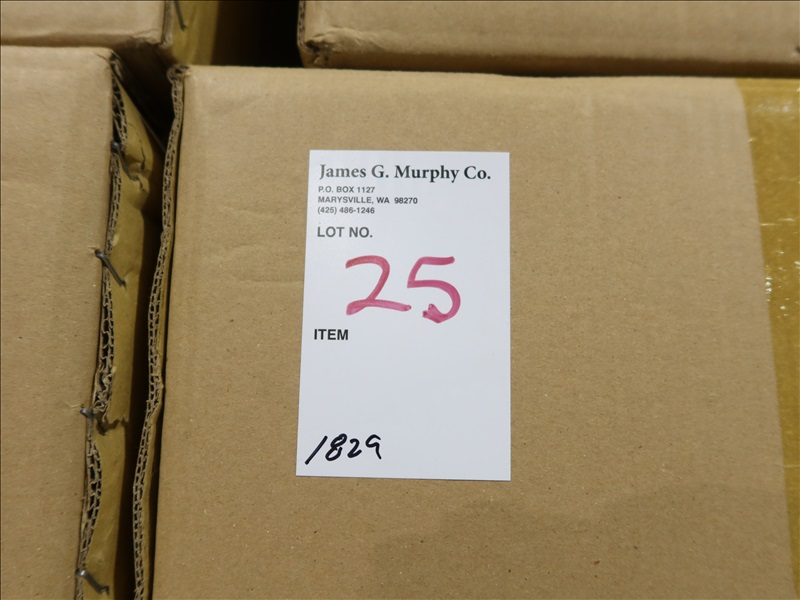 James G. Murphy Co.
P.O. BOX 1127
MARYSVILLE, WA 98270
(425) 486-1246
LOT NO.
25
ITEM
1829